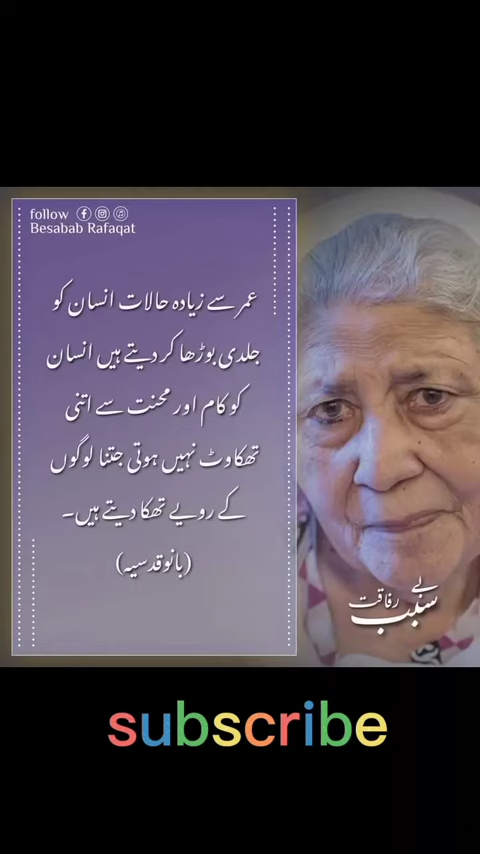 follow
Besabab Rafaqat
عمر سے زیادہ حالات انسان کو
جلدی بوڑھا کر دیتے ہیں انسان
کو کام اور محنت سے اتنی
تھکاوٹ نہیں ہوتی جتنا لوگوں
کے رویے تھکا دیتے ہیں۔
(بانو قدسیہ)
بے سبب رفاقت
subscribe